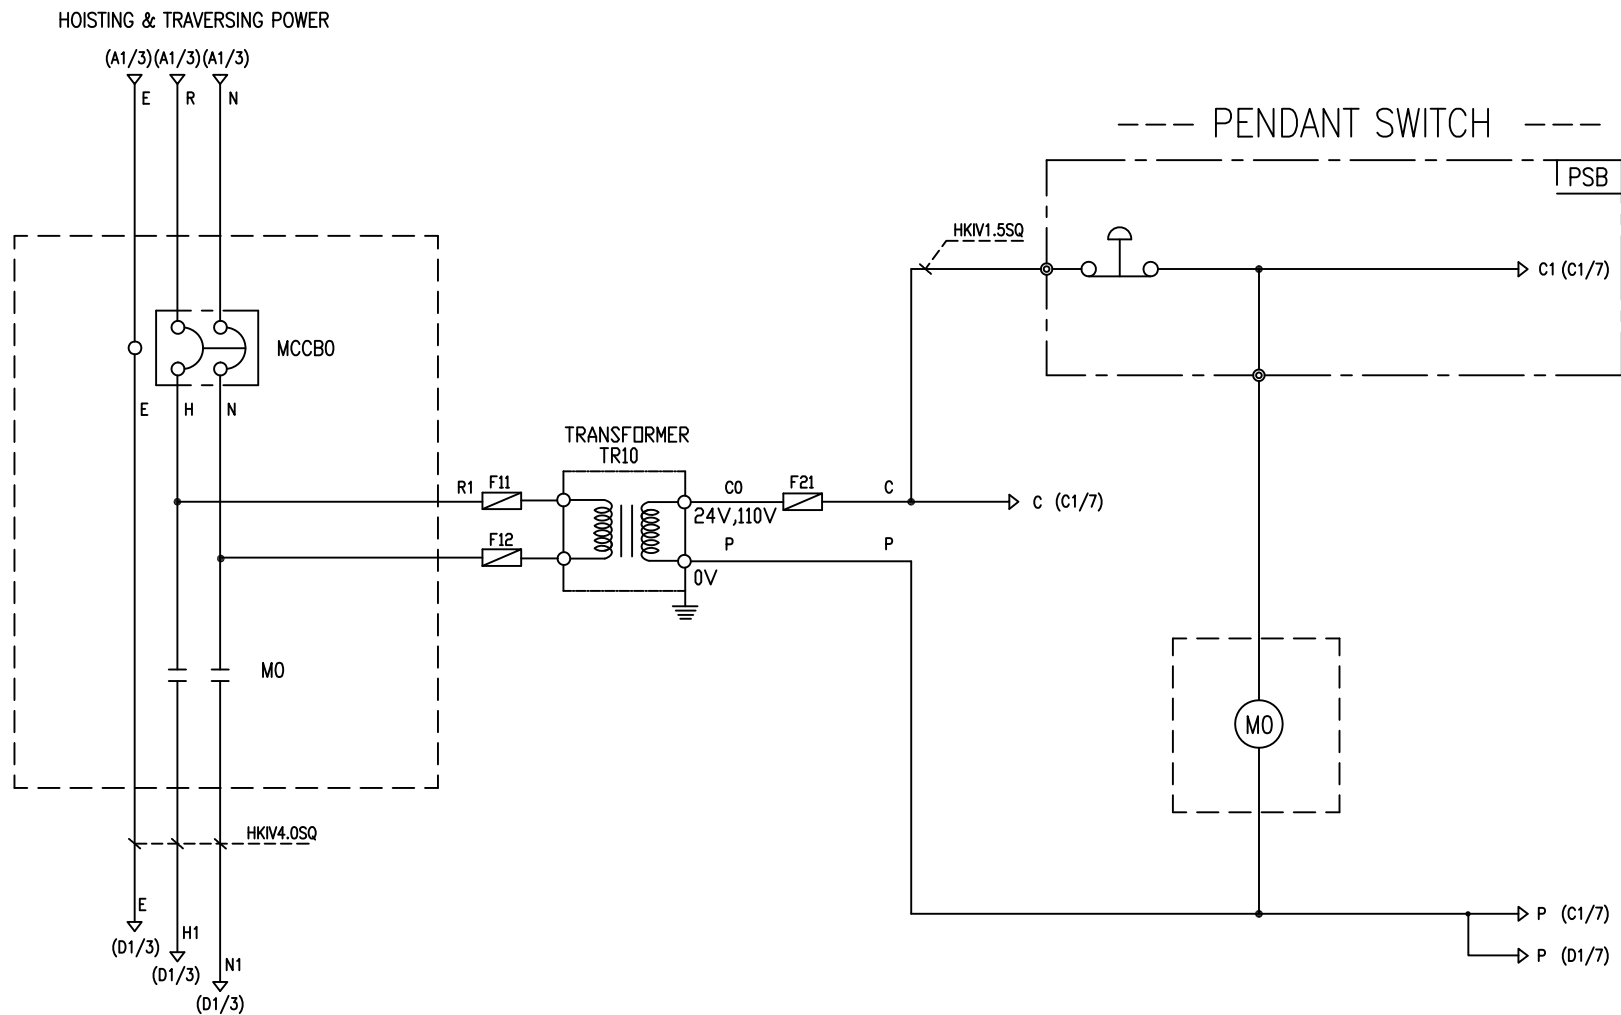 HOISTING & TRAVERSING POWER
(A1/3) (A1/3) (A1/3)
E R N
PENDANT SWITCH
PSB
HKIV1.5SQ
C1 (C1/7)
MCCB0
E H N
TRANSFORMER
TR10
R1 F11 C0 F21 C
C (C1/7)
24V,110V
F12 P P
0V
M0
M0
HKIV4.0SQ
E
P (C1/7)
H1
(D1/3)
P (D1/7)
N1
(D1/3)
(D1/3)